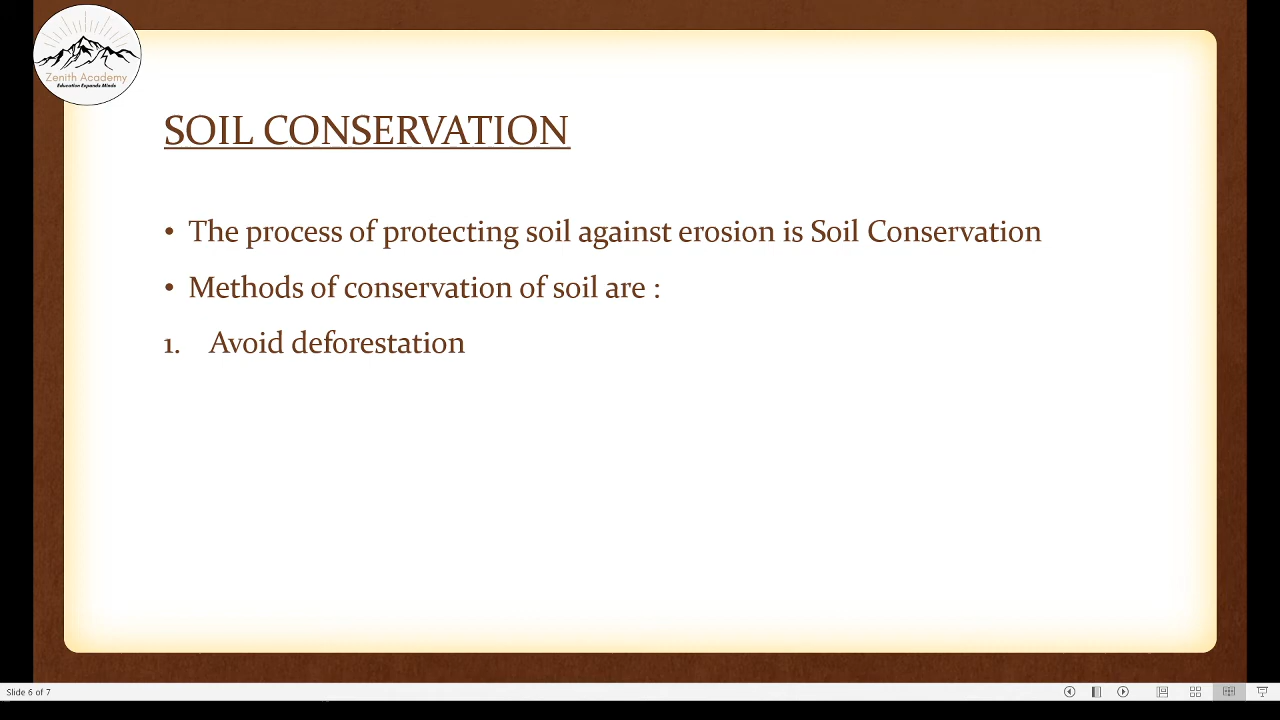 Zenith Academy
Education Expands Minds
SOIL CONSERVATION
• The process of protecting soil against erosion is Soil Conservation
• Methods of conservation of soil are :
1. Avoid deforestation
Slide 6 of 7